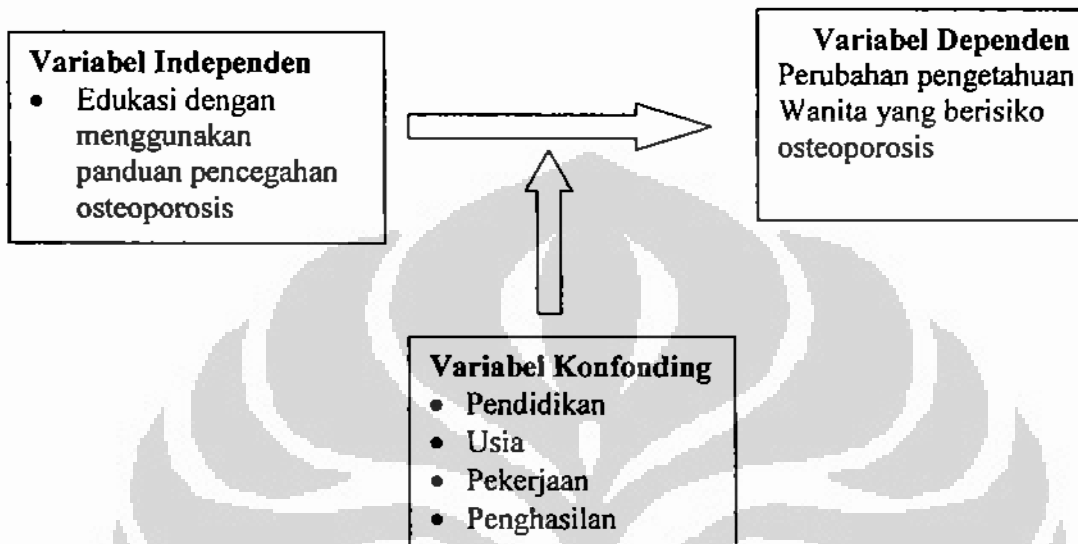 Variabel Independen
• Edukasi dengan
menggunakan
panduan pencegahan
osteoporosis
Variabel Dependen
Perubahan pengetahuan
Wanita yang berisiko
osteoporosis
Variabel Konfonding
• Pendidikan
• Usia
• Pekerjaan
• Penghasilan